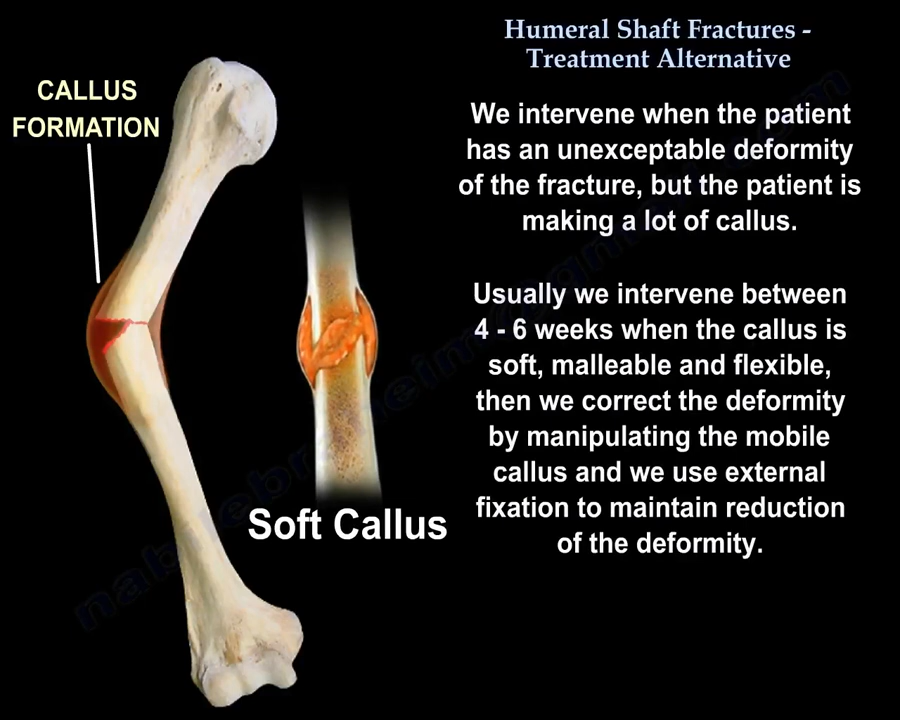 Humeral Shaft Fractures -
Treatment Alternative
CALLUS
FORMATION
We intervene when the patient
has an unexceptable deformity
of the fracture, but the patient is
making a lot of callus.
Usually we intervene between
4 - 6 weeks when the callus is
soft, malleable and flexible,
then we correct the deformity
by manipulating the mobile
callus and we use external
fixation to maintain reduction
of the deformity.
Soft Callus